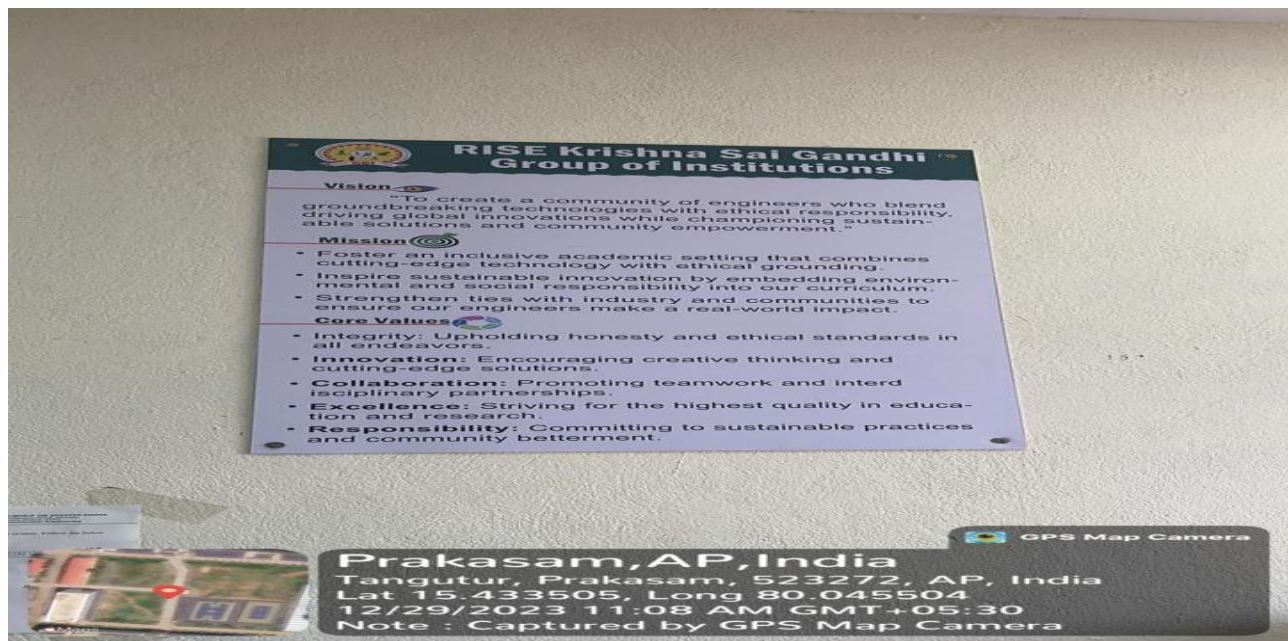 RISE Krishna Sai Gandhi
Group of Institutions
Vision
"To create a community of engineers who blend
groundbreaking technologies with ethical responsibility,
driving global innovations while championing sustain-
able solutions and community empowerment."
Mission
• Foster an inclusive academic setting that combines
cutting-edge technology with ethical grounding.
• Inspire sustainable innovation by embedding environ-
mental and social responsibility into our curriculum.
• Strengthen ties with industry and communities to
ensure our engineers make a real-world impact.
Core Values
• Integrity: Upholding honesty and ethical standards in
all endeavors.
• Innovation: Encouraging creative thinking and
cutting-edge solutions.
• Collaboration: Promoting teamwork and interd
isciplinary partnerships.
• Excellence: Striving for the highest quality in educa-
tion and research.
• Responsibility: Committing to sustainable practices
and community betterment.
GPS Map Camera
Prakasam,AP,India
Tangutur, Prakasam, 523272, AP, India
Lat 15.433505, Long 80.045504
12/29/2023 11:08 AM GMT+05:30
Note : Captured by GPS Map Camera